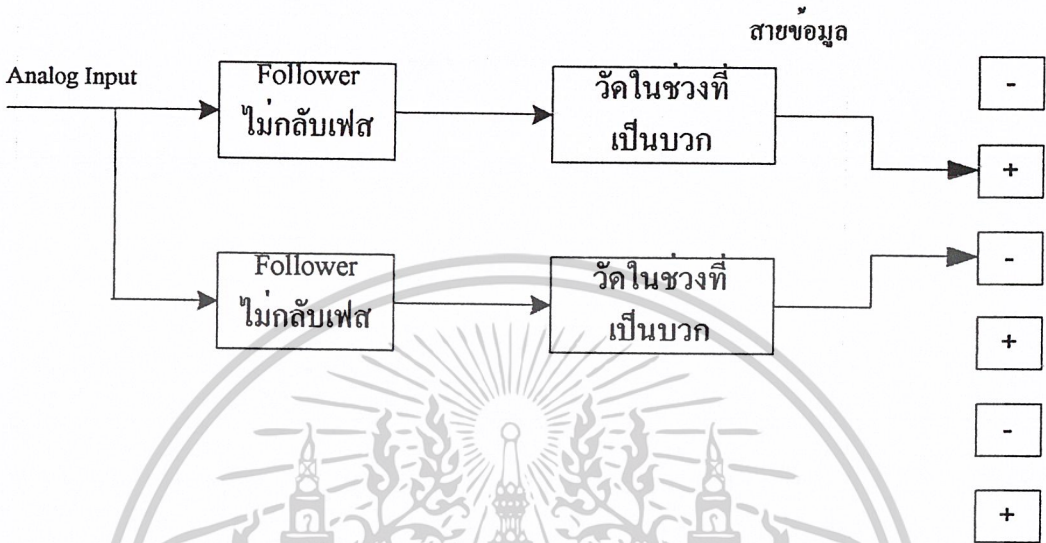 สายข้อมูล
Analog Input
Follower
ไม่กลับเฟส
วัดในช่วงที่
เป็นบวก
-
+
Follower
ไม่กลับเฟส
วัดในช่วงที่
เป็นบวก
-
+
-
+